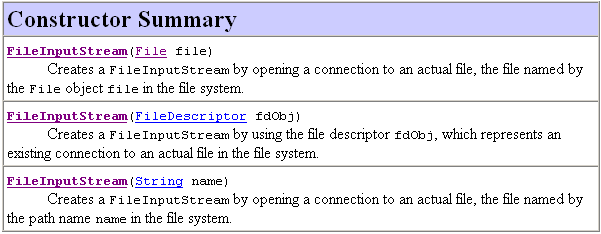 Constructor Summary
FileInputStream(File file)
Creates a FileInputStream by opening a connection to an actual file, the file named by
the File object file in the file system.
FileInputStream(FileDescriptor fdObj)
Creates a FileInputStream by using the file descriptor fdObj, which represents an
existing connection to an actual file in the file system.
FileInputStream(String name)
Creates a FileInputStream by opening a connection to an actual file, the file named by
the path name name in the file system.